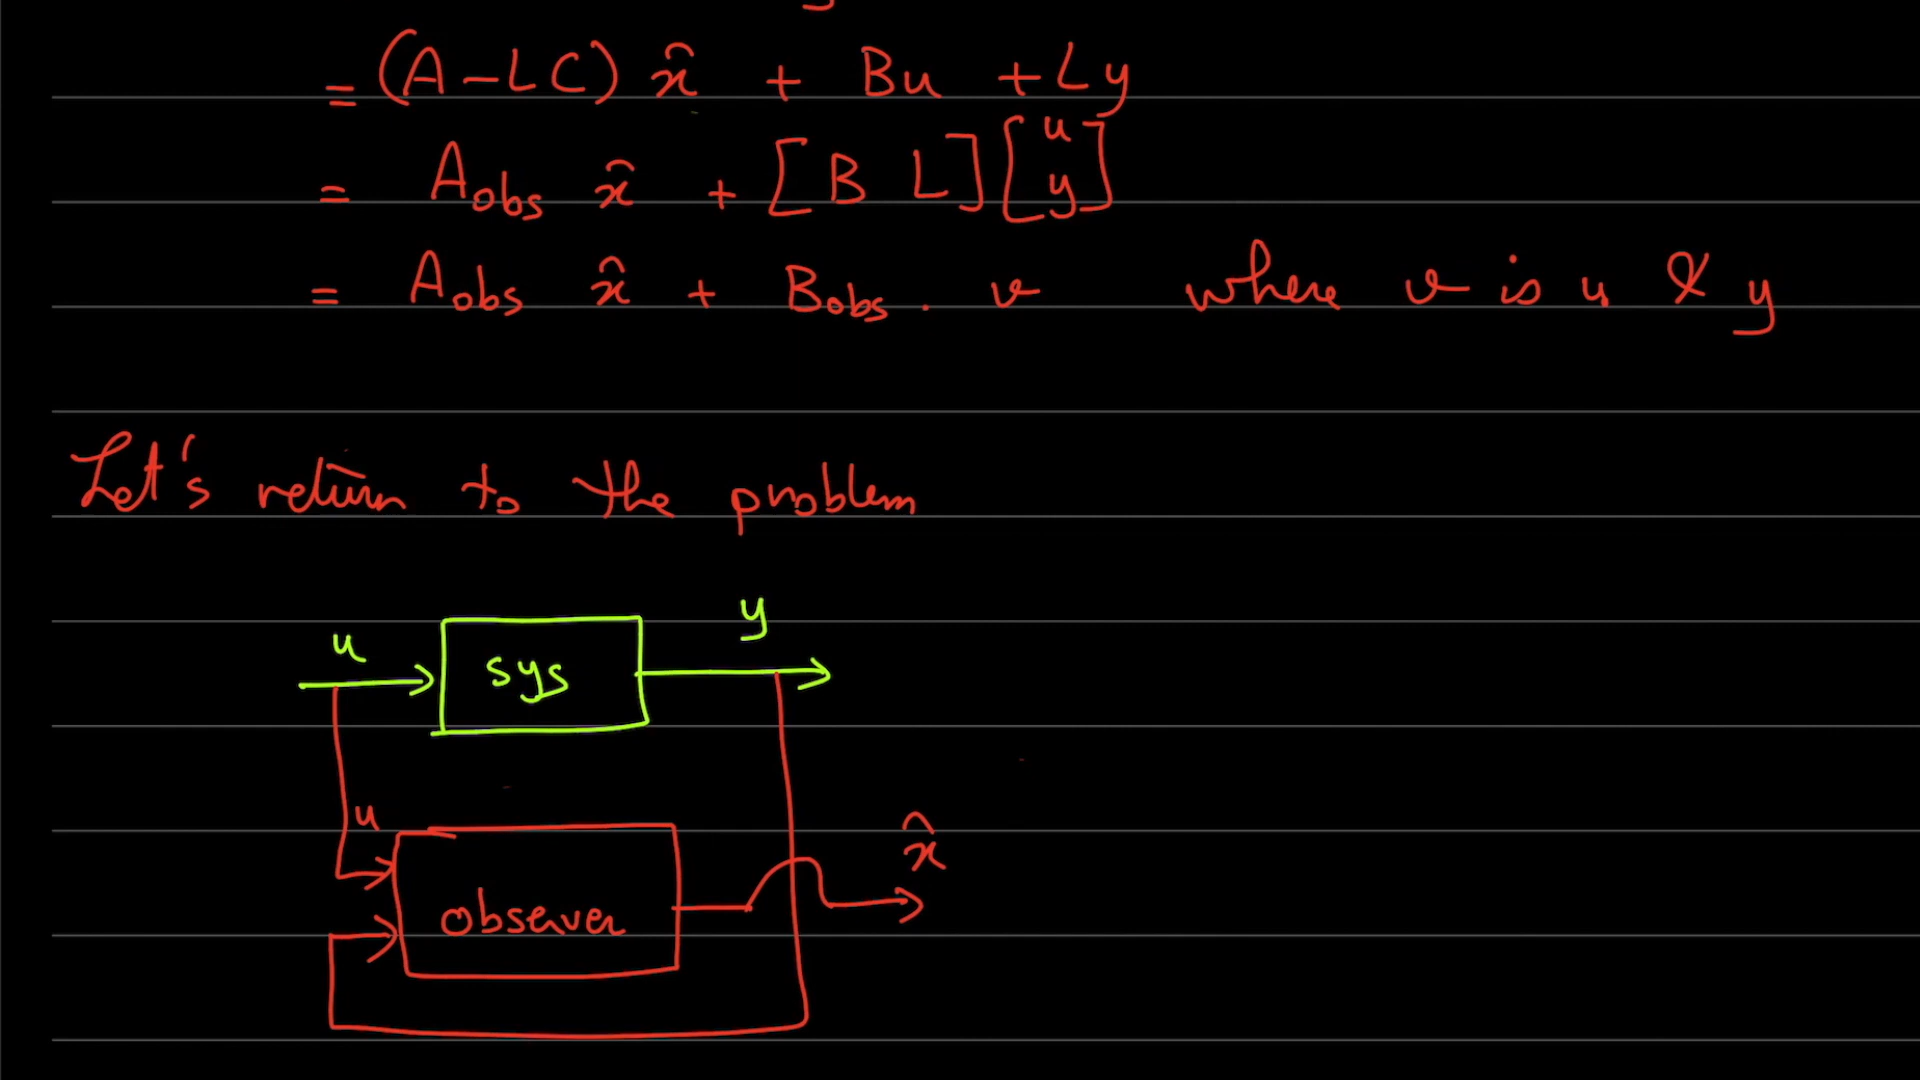 = (A-LC) x̂ + Bu + Ly
= A_obs x̂ + [B L] [u y]
= A_obs x̂ + B_obs . v where v is u & y
Let's return to the problem
u
y
sys
u
x̂
observer